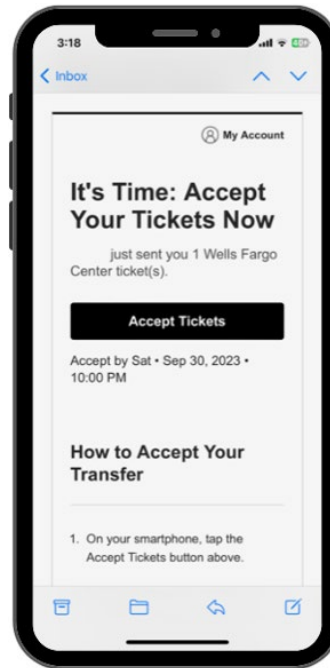 3:18
Inbox
My Account
It's Time: Accept
Your Tickets Now
just sent you 1 Wells Fargo
Center ticket(s).
Accept Tickets
Accept by Sat • Sep 30, 2023 •
10:00 PM
How to Accept Your
Transfer
1. On your smartphone, tap the
Accept Tickets button above.